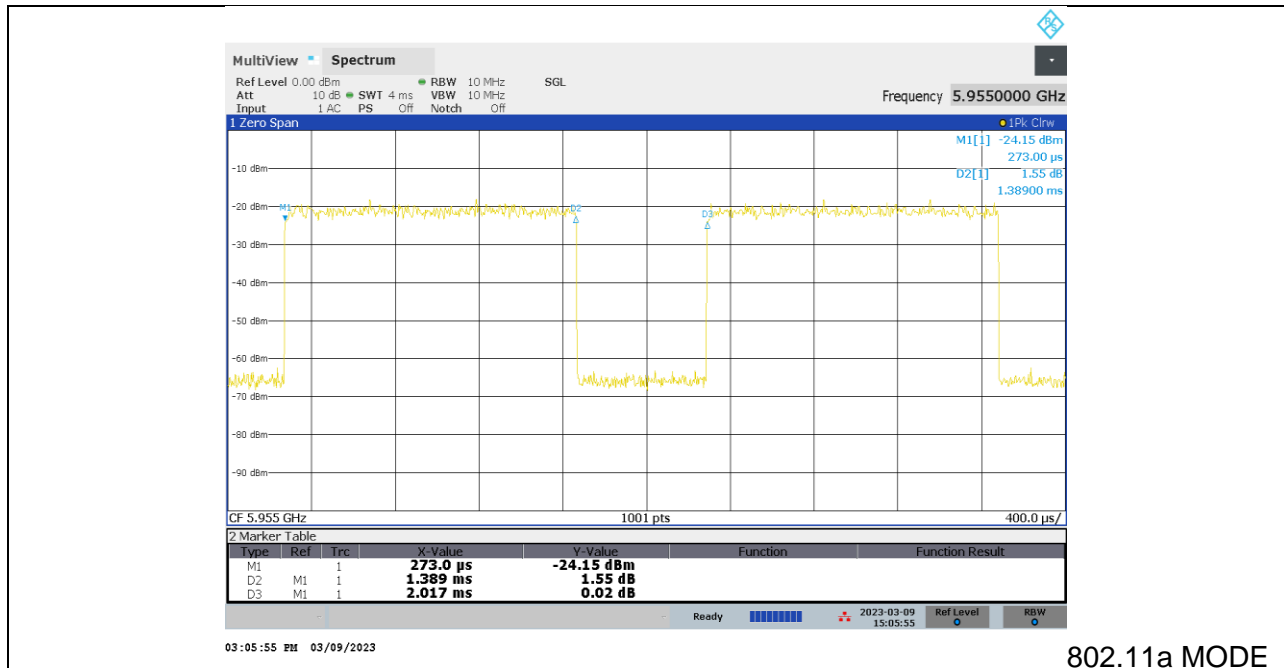 R&S
MultiView Spectrum
Ref Level 0.00 dBm RBW 10 MHz SGL
Att 10 dB SWT 4 ms VBW 10 MHz Frequency 5.9550000 GHz
Input 1 AC PS Off Notch Off
1 Zero Span 1Pk Clrw
M1[1] -24.15 dBm
273.00 µs
D2[1] 1.55 dB
1.38900 ms
-10 dBm
-20 dBm M1 D2 D3
-30 dBm
-40 dBm
-50 dBm
-60 dBm
-70 dBm
-80 dBm
-90 dBm
CF 5.955 GHz 1001 pts 400.0 µs/
2 Marker Table
Type Ref Trc X-Value Y-Value Function Function Result
M1 1 273.0 µs -24.15 dBm
D2 M1 1 1.389 ms 1.55 dB
D3 M1 1 2.017 ms 0.02 dB
Ready 2023-03-09 Ref Level RBW
15:05:55
03:05:55 PM 03/09/2023
802.11a MODE